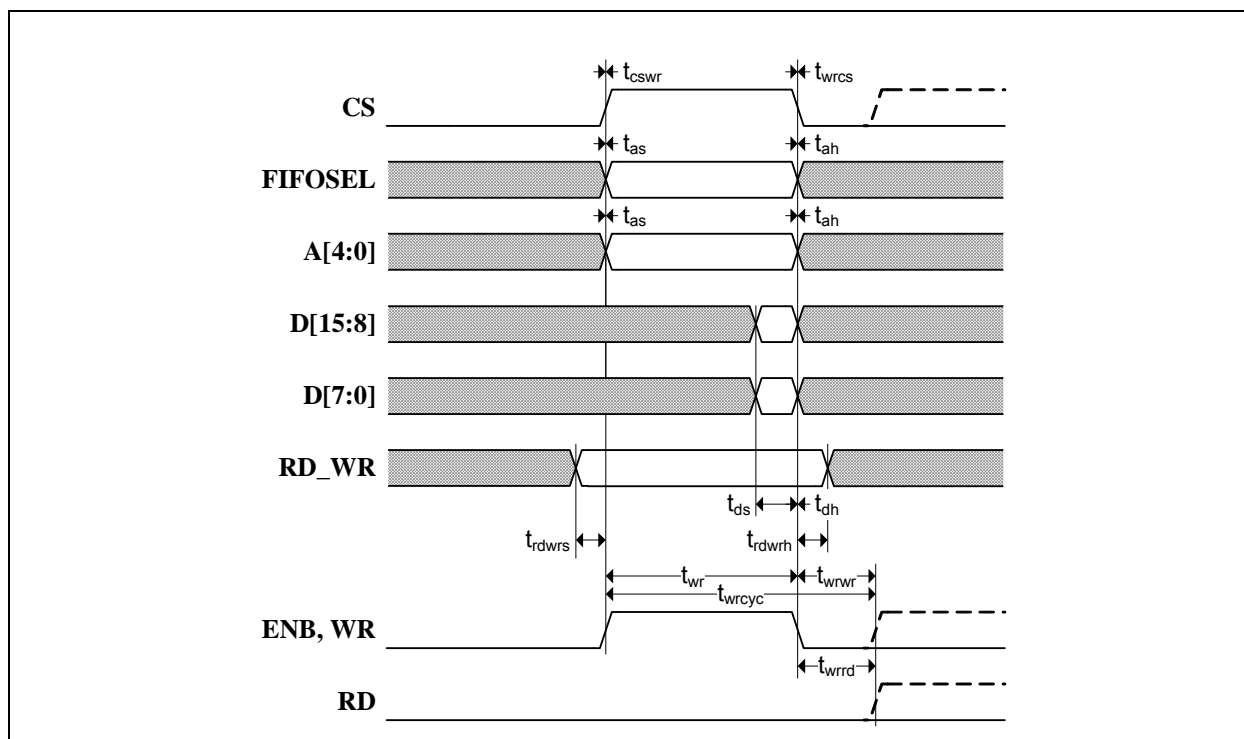 t_cswr t_wrcs
CS
t_as t_ah
FIFOSEL
t_as t_ah
A[4:0]
D[15:8]
D[7:0]
RD_WR
t_ds t_dh
t_rdwrs t_rdwrh
t_wr t_wrwr
t_wrcyc
ENB, WR
t_wrrd
RD